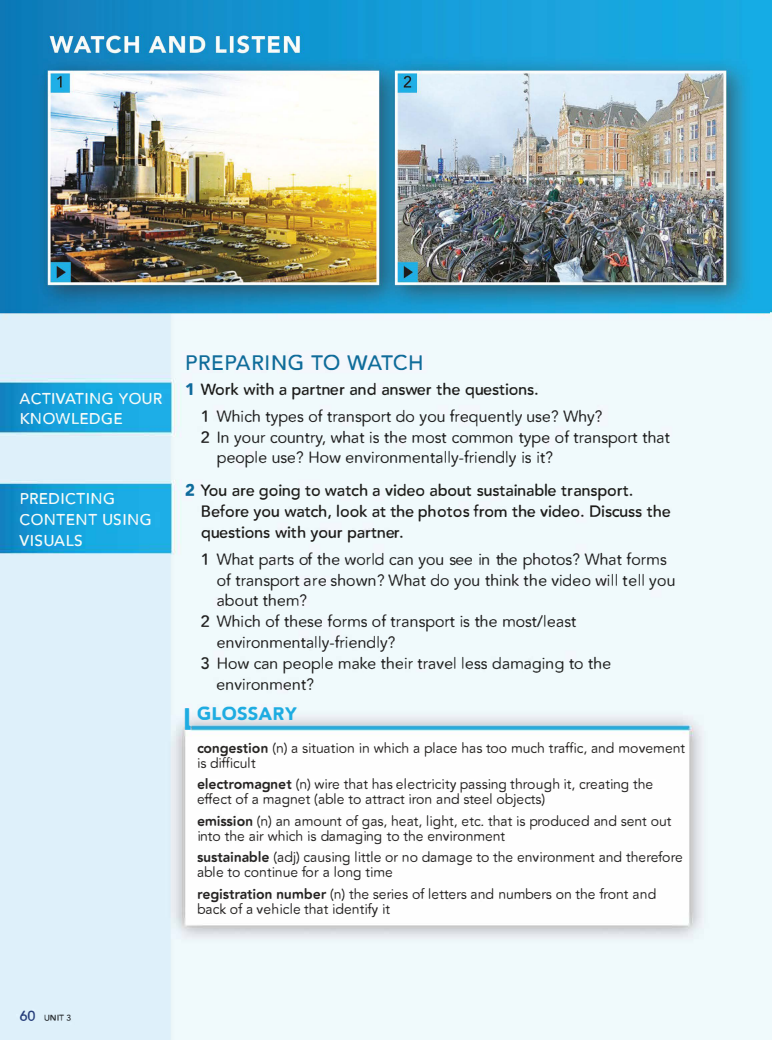 WATCH AND LISTEN
1
2
PREPARING TO WATCH
ACTIVATING YOUR
KNOWLEDGE
1 Work with a partner and answer the questions.
1 Which types of transport do you frequently use? Why?
2 In your country, what is the most common type of transport that
people use? How environmentally-friendly is it?
PREDICTING
CONTENT USING
VISUALS
2 You are going to watch a video about sustainable transport.
Before you watch, look at the photos from the video. Discuss the
questions with your partner.
1 What parts of the world can you see in the photos? What forms
of transport are shown? What do you think the video will tell you
about them?
2 Which of these forms of transport is the most/least
environmentally-friendly?
3 How can people make their travel less damaging to the
environment?
GLOSSARY
congestion (n) a situation in which a place has too much traffic, and movement
is difficult
electromagnet (n) wire that has electricity passing through it, creating the
effect of a magnet (able to attract iron and steel objects)
emission (n) an amount of gas, heat, light, etc. that is produced and sent out
into the air which is damaging to the environment
sustainable (adj) causing little or no damage to the environment and therefore
able to continue for a long time
registration number (n) the series of letters and numbers on the front and
back of a vehicle that identify it
60 UNIT 3